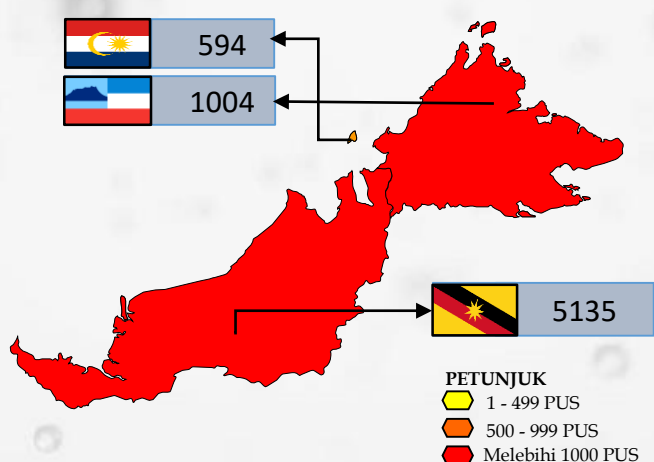 594
1004
5135
PETUNJUK
1 - 499 PUS
500 - 999 PUS
Melebihi 1000 PUS